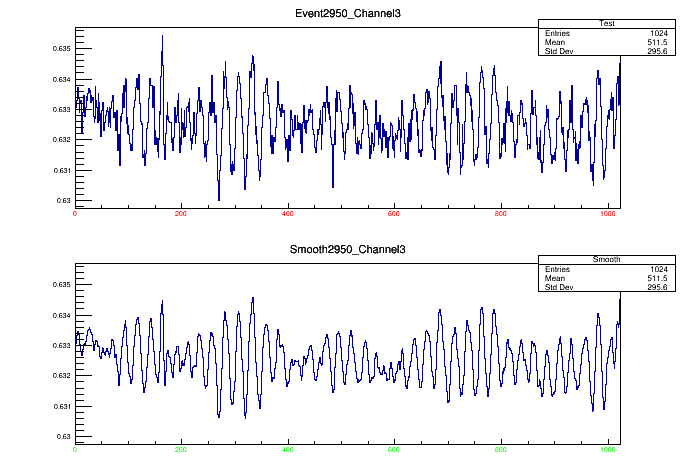 Event2950_Channel3
Test
Entries 1024
Mean 511.5
Std Dev 295.6
0.635
0.634
0.633
0.632
0.631
0.63
0 200 400 600 800 1000
Smooth2950_Channel3
Smooth
Entries 1024
Mean 511.5
Std Dev 295.6
0.635
0.634
0.633
0.632
0.631
0.63
0 200 400 600 800 1000